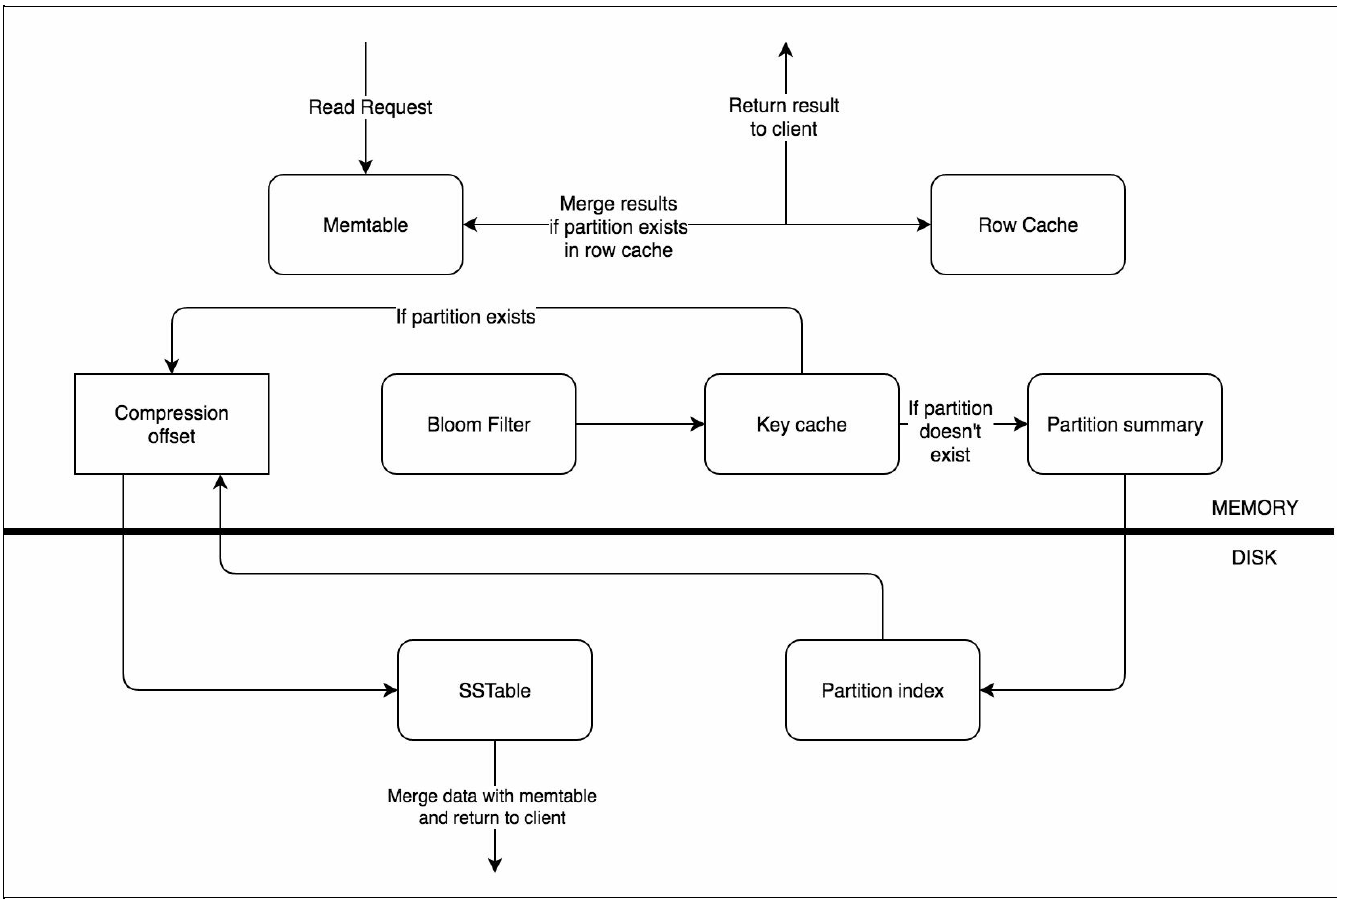 Read Request
Return result
to client
Memtable
Merge results
if partition exists
in row cache
Row Cache
If partition exists
Compression
offset
Bloom Filter
Key cache
If partition
doesn't
exist
Partition summary
MEMORY
DISK
SSTable
Partition index
Merge data with memtable
and return to client